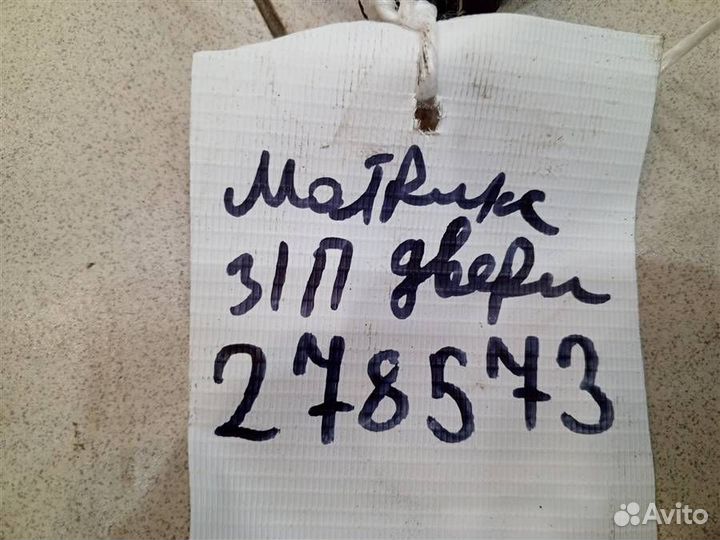 Матрикс
з/п двери
278573
Avito